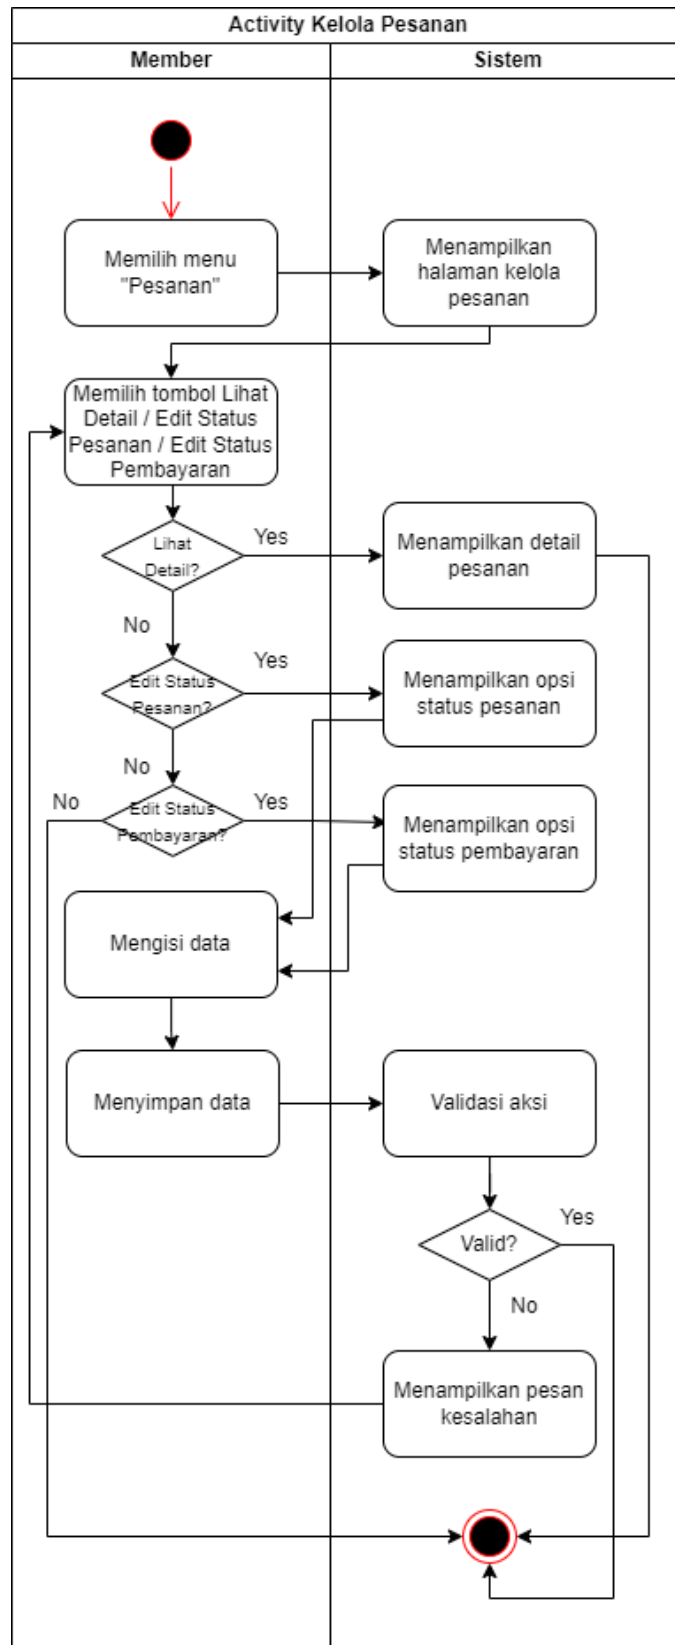 Activity Kelola Pesanan
Member
Sistem
Memilih menu
"Pesanan"
Menampilkan
halaman kelola
pesanan
Memilih tombol Lihat
Detail / Edit Status
Pesanan / Edit Status
Pembayaran
Lihat
Detail?
Yes
Menampilkan detail
pesanan
No
Edit Status
Pesanan?
Yes
Menampilkan opsi
status pesanan
No
No
Edit Status
Pembayaran?
Yes
Menampilkan opsi
status pembayaran
Mengisi data
Menyimpan data
Validasi aksi
Valid?
Yes
No
Menampilkan pesan
kesalahan